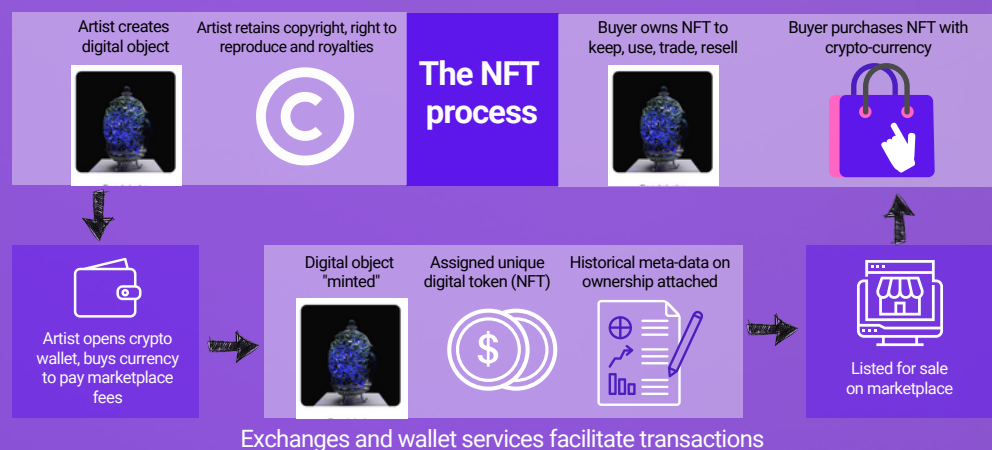 Artist creates
digital object
Artist retains copyright, right to
reproduce and royalties
The NFT
process
Buyer owns NFT to
keep, use, trade, resell
Buyer purchases NFT with
crypto-currency
Artist opens crypto
wallet, buys currency
to pay marketplace
fees
Digital object
"minted"
Assigned unique
digital token (NFT)
$
Historical meta-data on
ownership attached
Listed for sale
on marketplace
Exchanges and wallet services facilitate transactions